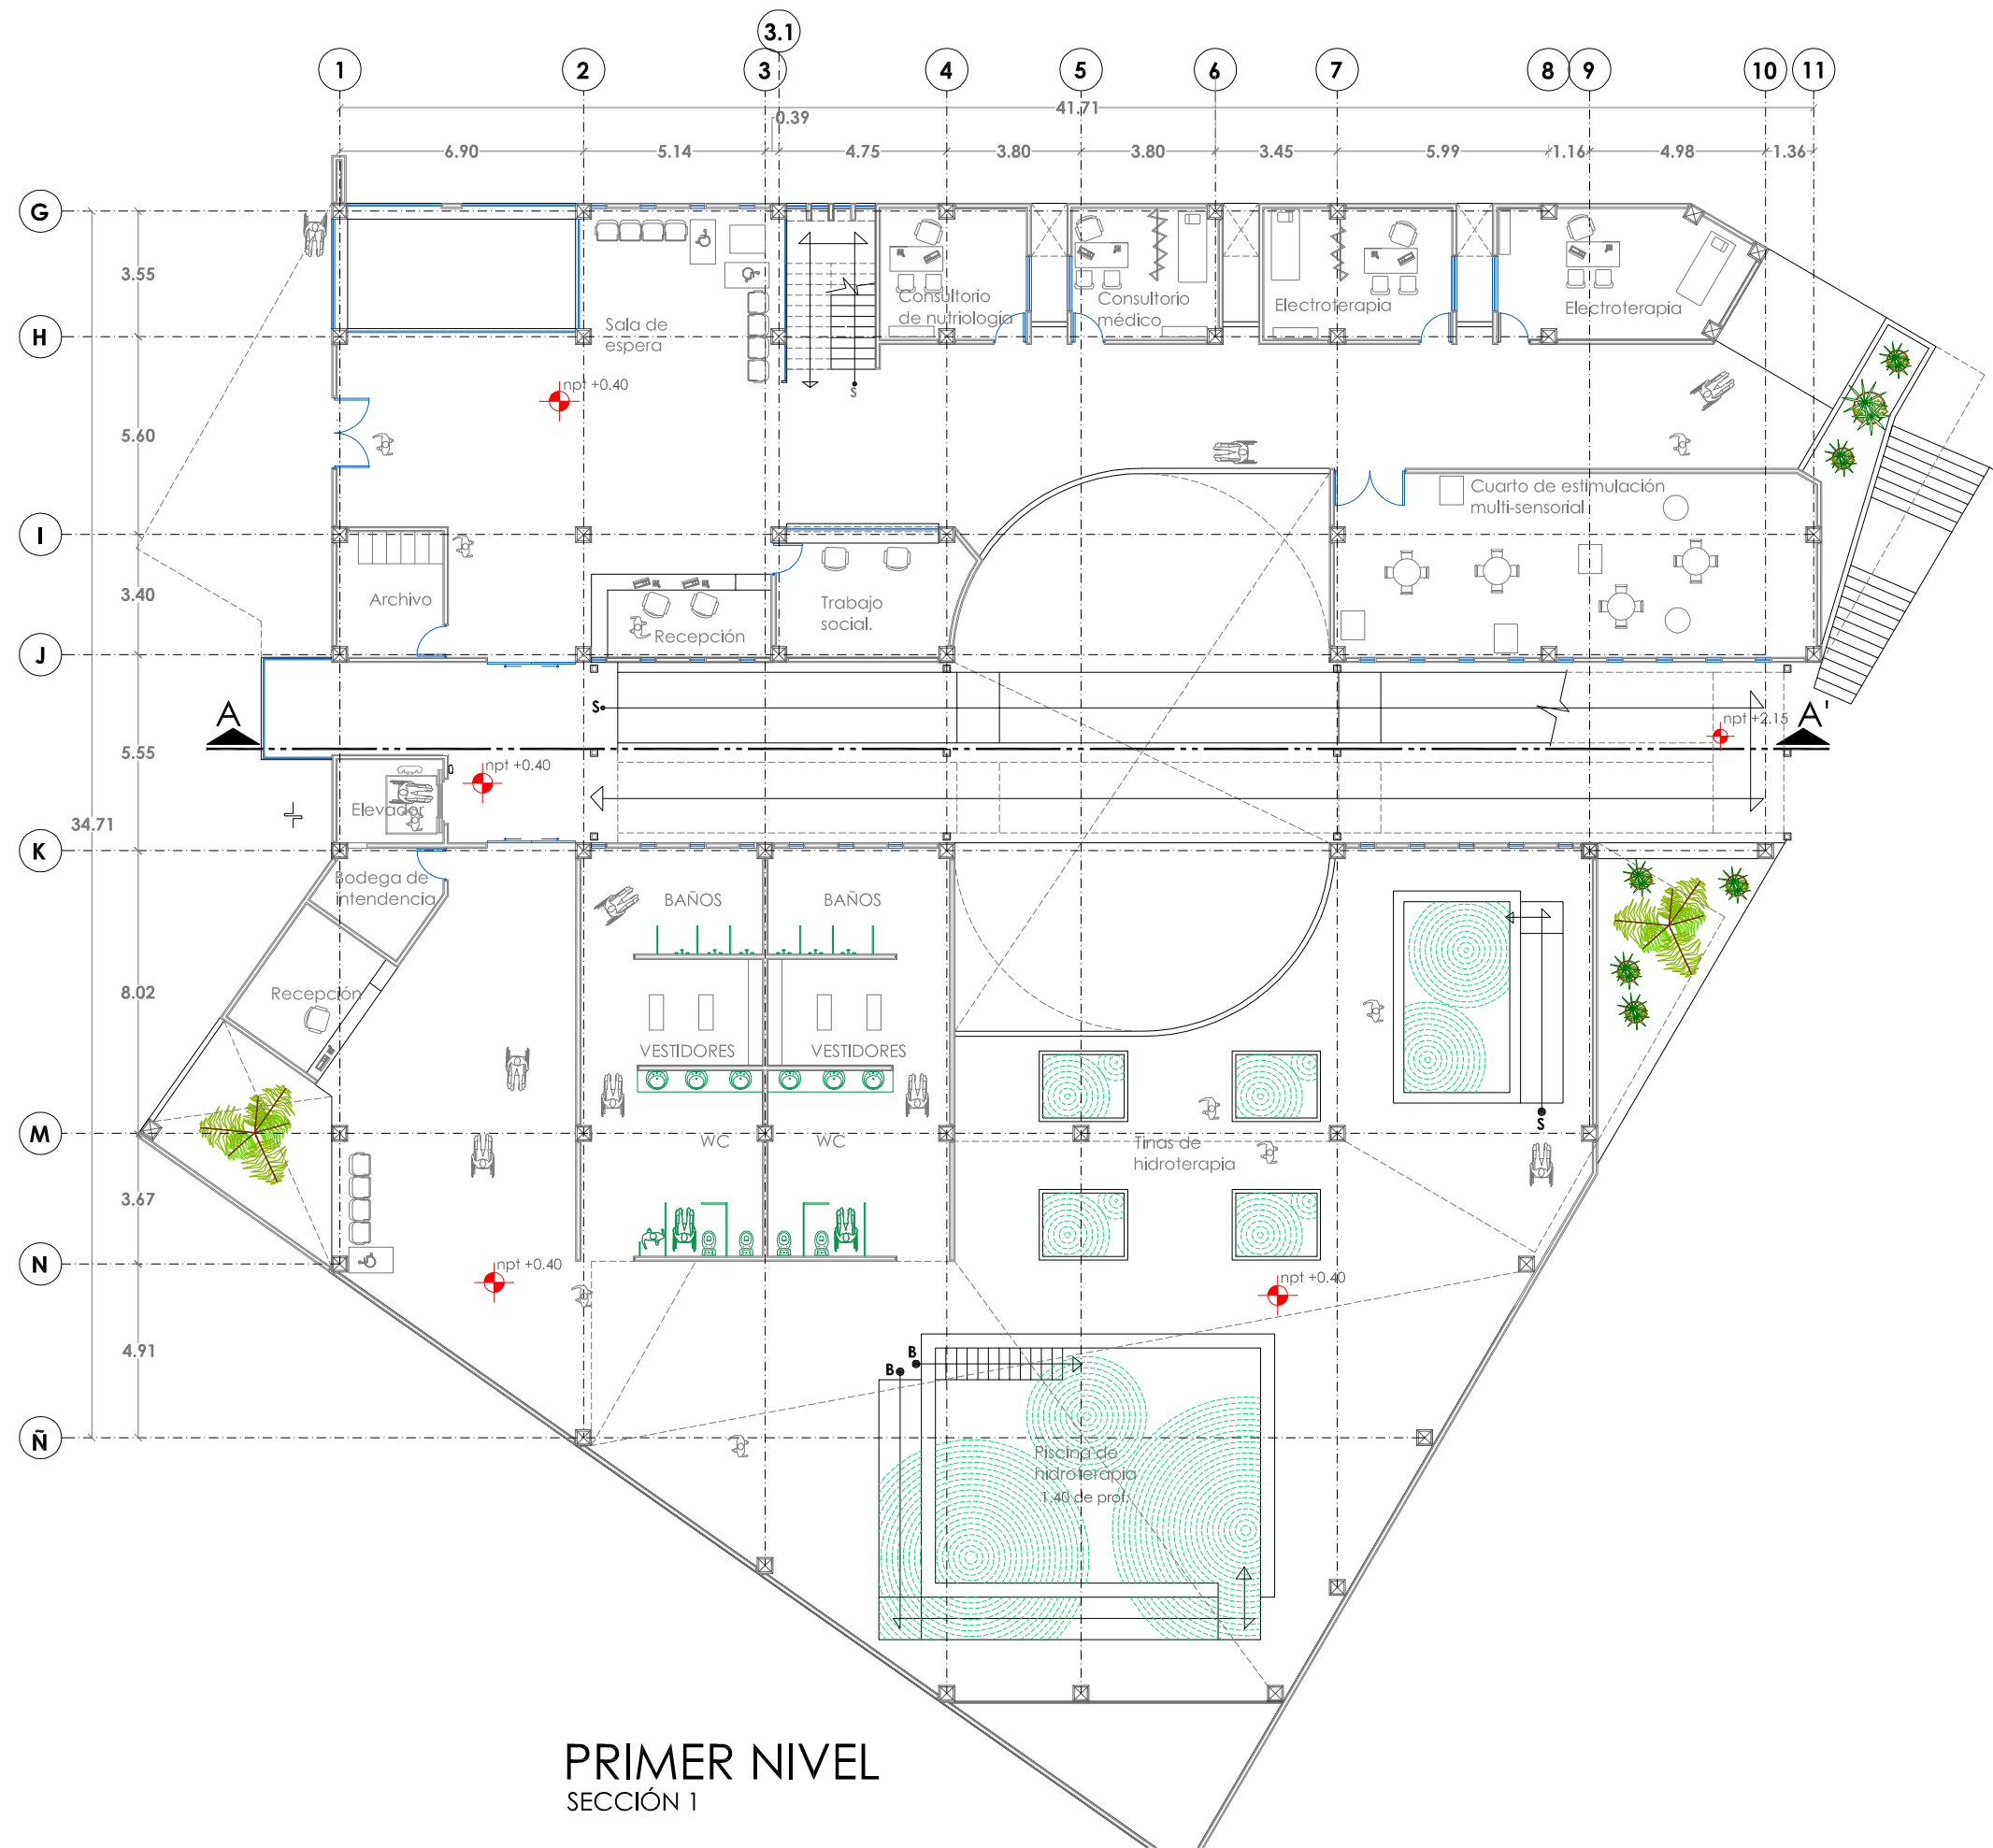 3.1
1
2
3
4
5
6
7
8
9
10
11
41.71
0.39
6.90
5.14
4.75
3.80
3.80
3.45
5.99
1.16
4.98
1.36
G
3.55
Consultorio
de nutriología
Consultorio
médico
Electroterapia
Electroterapia
Sala de
espera
H
npt +0.40
S
5.60
Cuarto de estimulación
multi-sensorial
I
3.40
Archivo
Trabajo
social.
Recepción
J
S
A
A'
npt +2.15
5.55
npt +0.40
Elevador
34.71
K
Bodega de
intendencia
BAÑOS
BAÑOS
8.02
Recepción
VESTIDORES
VESTIDORES
S
M
WC
WC
Tinas de
hidroterapia
3.67
N
npt +0.40
npt +0.40
4.91
B
B
Ñ
Piscina de
hidroterapia
1.40 de prof.
PRIMER NIVEL
SECCIÓN 1